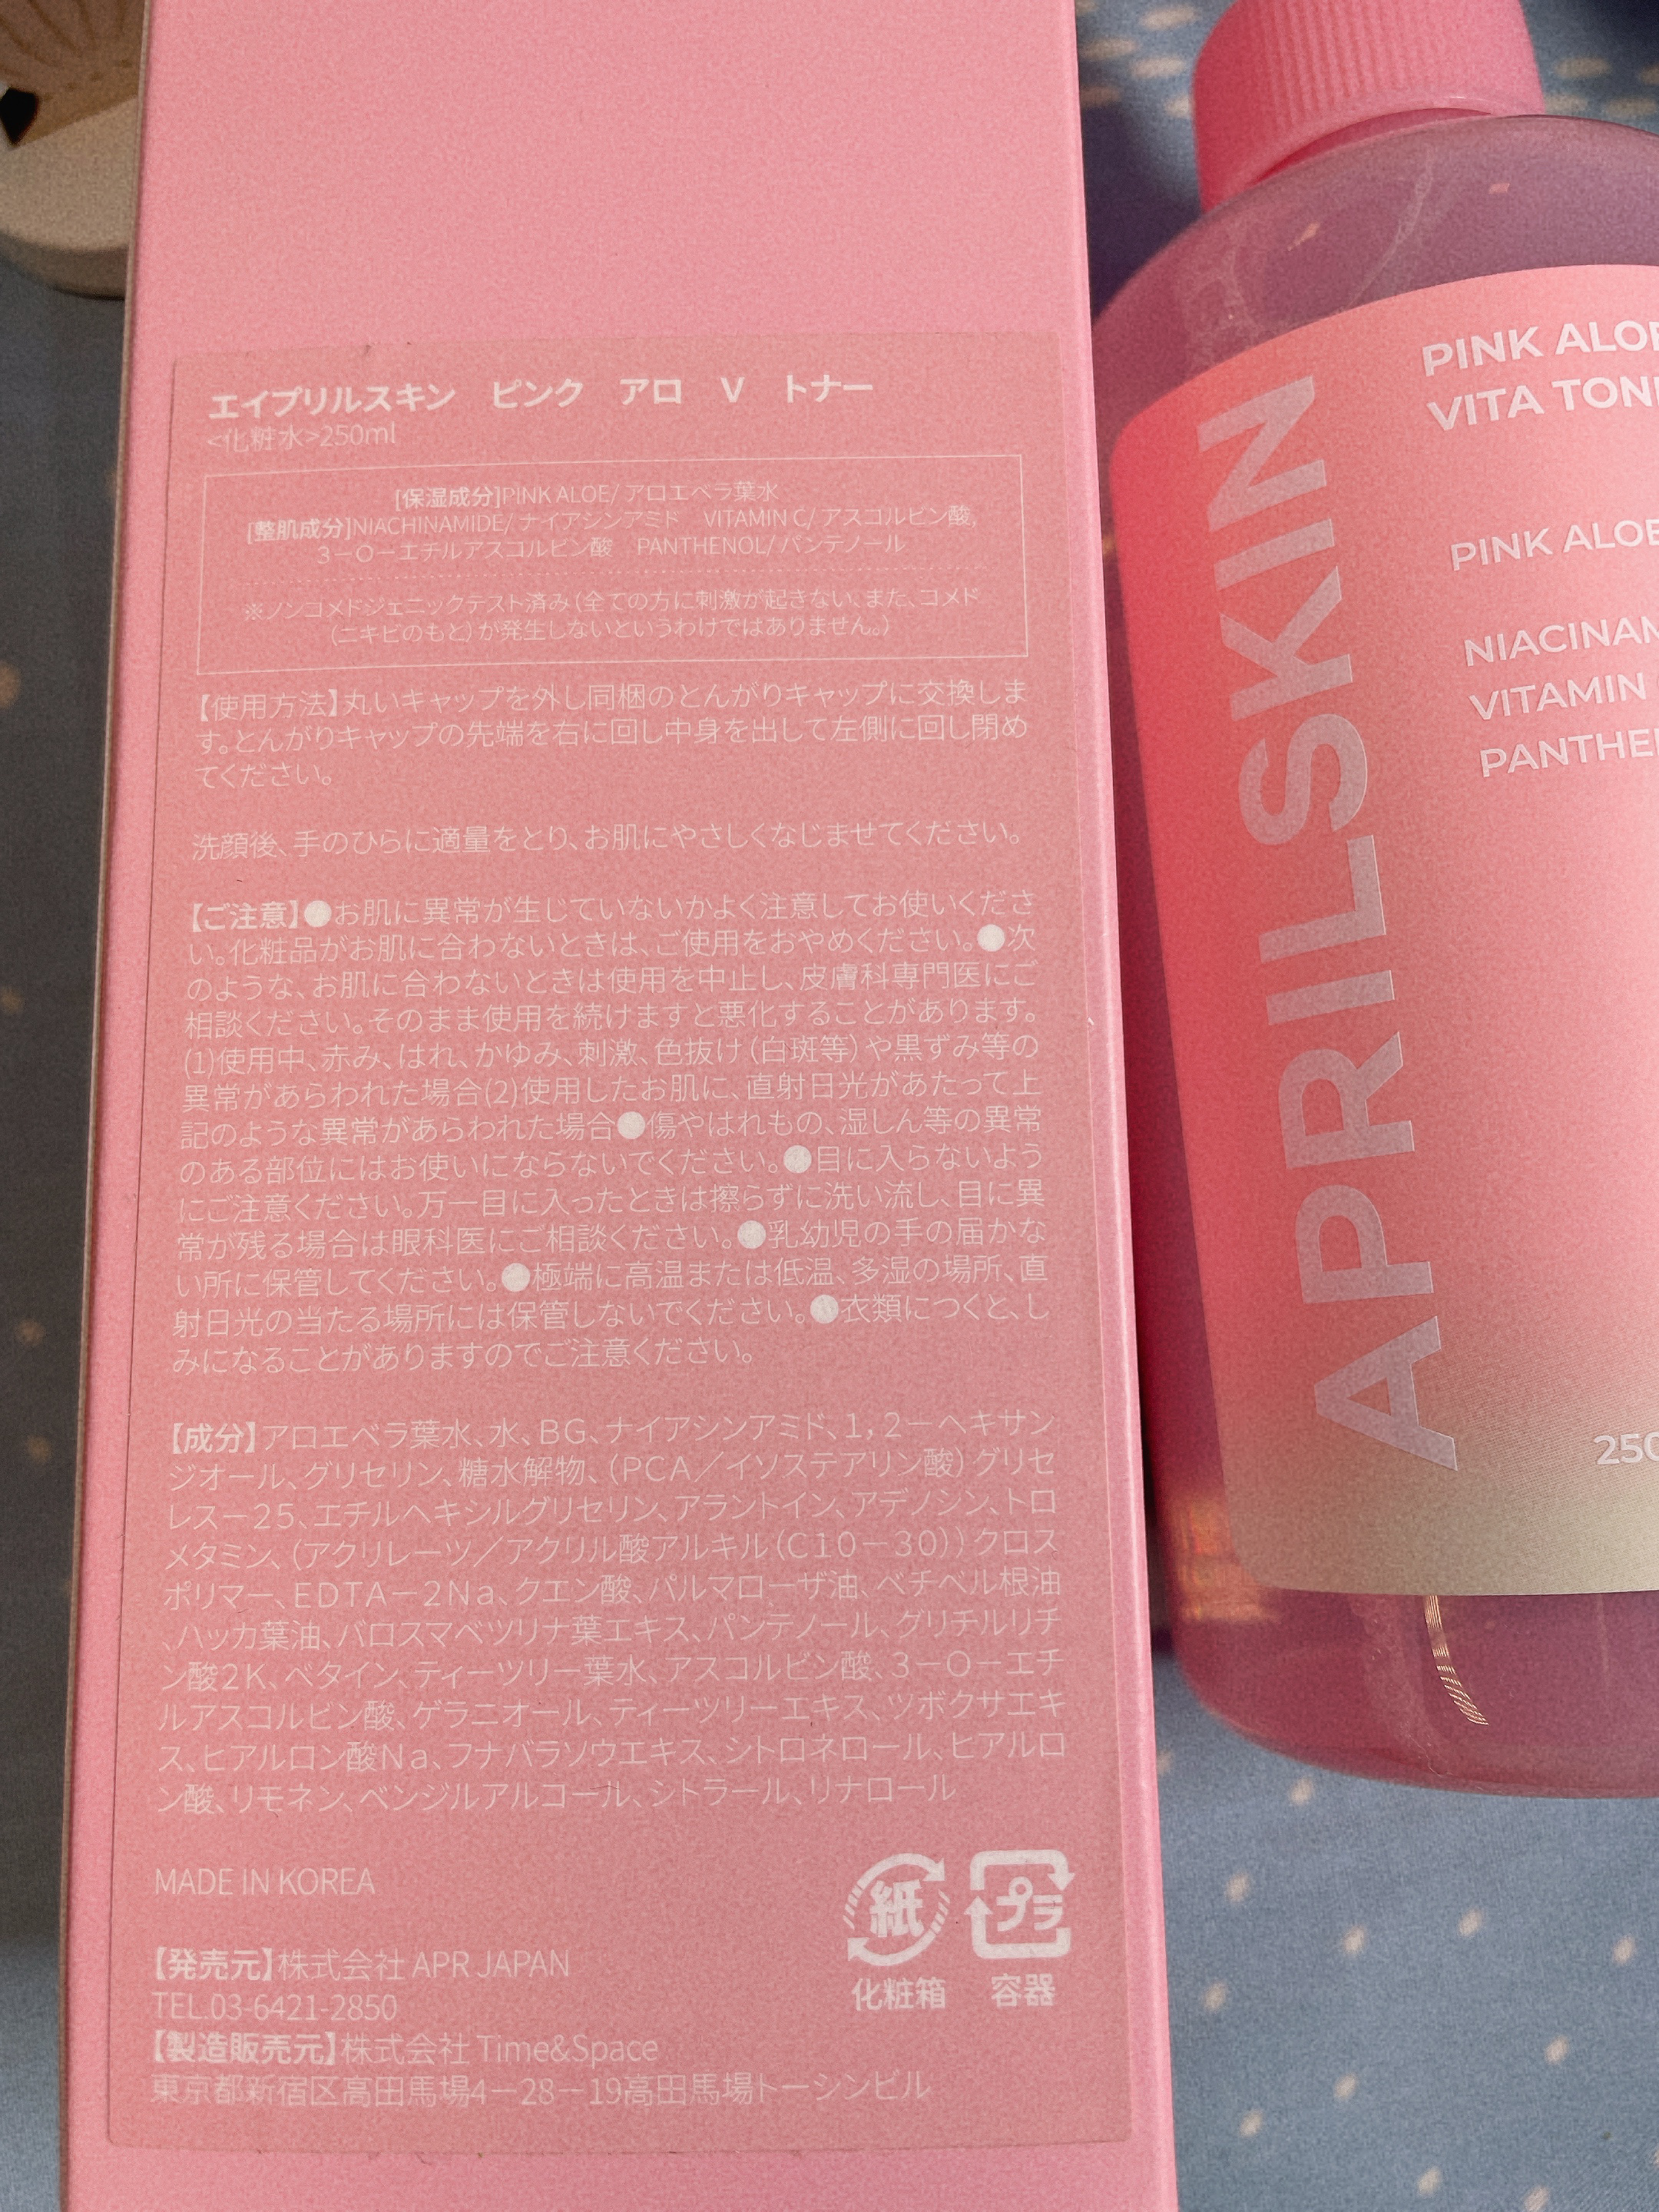 エイプリルスキン　ピンク　アロ　V　トナー
<化粧水>250ml
[保湿成分]PINK ALOE/ アロエベラ葉水
[整肌成分]NIACHINAMIDE/ ナイアシンアミド　VITAMIN C/ アスコルビン酸,
3－O－エチルアスコルビン酸　PANTHENOL/ パンテノール
※ノンコメドジェニックテスト済み（全ての方に刺激が起きない、また、コメド
（ニキビのもと）が発生しないというわけではありません。）
【使用方法】丸いキャップを外し同梱のとんがりキャップに交換しま
す。とんがりキャップの先端を右に回し中身を出して左側に回し閉め
てください。
洗顔後、手のひらに適量をとり、お肌にやさしくなじませてください。
【ご注意】●お肌に異常が生じていないかよく注意してお使いくださ
い。化粧品がお肌に合わないときは、ご使用をおやめください。●次
のような、お肌に合わないときは使用を中止し、皮膚科専門医にご
相談ください。そのまま使用を続けますと悪化することがあります。
(1)使用中、赤み、はれ、かゆみ、刺激、色抜け（白斑等）や黒ずみ等の
異常があらわれた場合(2)使用したお肌に、直射日光があたって上
記のような異常があらわれた場合●傷やはれもの、湿しん等の異常
のある部位にはお使いにならないでください。●目に入らないよう
にご注意ください。万一目に入ったときは擦らずに洗い流し、目に異
常が残る場合は眼科医にご相談ください。●乳幼児の手の届かな
い所に保管してください。●極端に高温または低温、多湿の場所、直
射日光の当たる場所には保管しないでください。●衣類につくと、し
みになることがありますのでご注意ください。
【成分】アロエベラ葉水、水、BG、ナイアシンアミド、1，2－ヘキサン
ジオール、グリセリン、糖水解物、（PCA／イソステアリン酸）グリセ
レス－25、エチルヘキシルグリセリン、アラントイン、アデノシン、トロ
メタミン、（アクリレーツ／アクリル酸アルキル（C10－30））クロス
ポリマー、EDTA－2Na、クエン酸、パルマローザ油、ベチベル根油
、ハッカ葉油、バロスマベツリナ葉エキス、パンテノール、グリチルリチ
ン酸2K、ベタイン、ティーツリー葉水、アスコルビン酸、3－O－エチ
ルアスコルビン酸、ゲラニオール、ティーツリーエキス、ツボクサエキ
ス、ヒアルロン酸Na、フナバラソウエキス、シトロネロール、ヒアルロ
ン酸、リモネン、ベンジルアルコール、シトラール、リナロール
MADE IN KOREA
紙
プラ
化粧箱
容器
【発売元】株式会社 APR JAPAN
TEL.03-6421-2850
【製造販売元】株式会社 Time&Space
東京都新宿区高田馬場4－28－19高田馬場トーシンビル
APRILSKIN
PINK ALOE
VITA TON
PINK ALOE
NIACINAM
VITAMIN
PANTHE
250